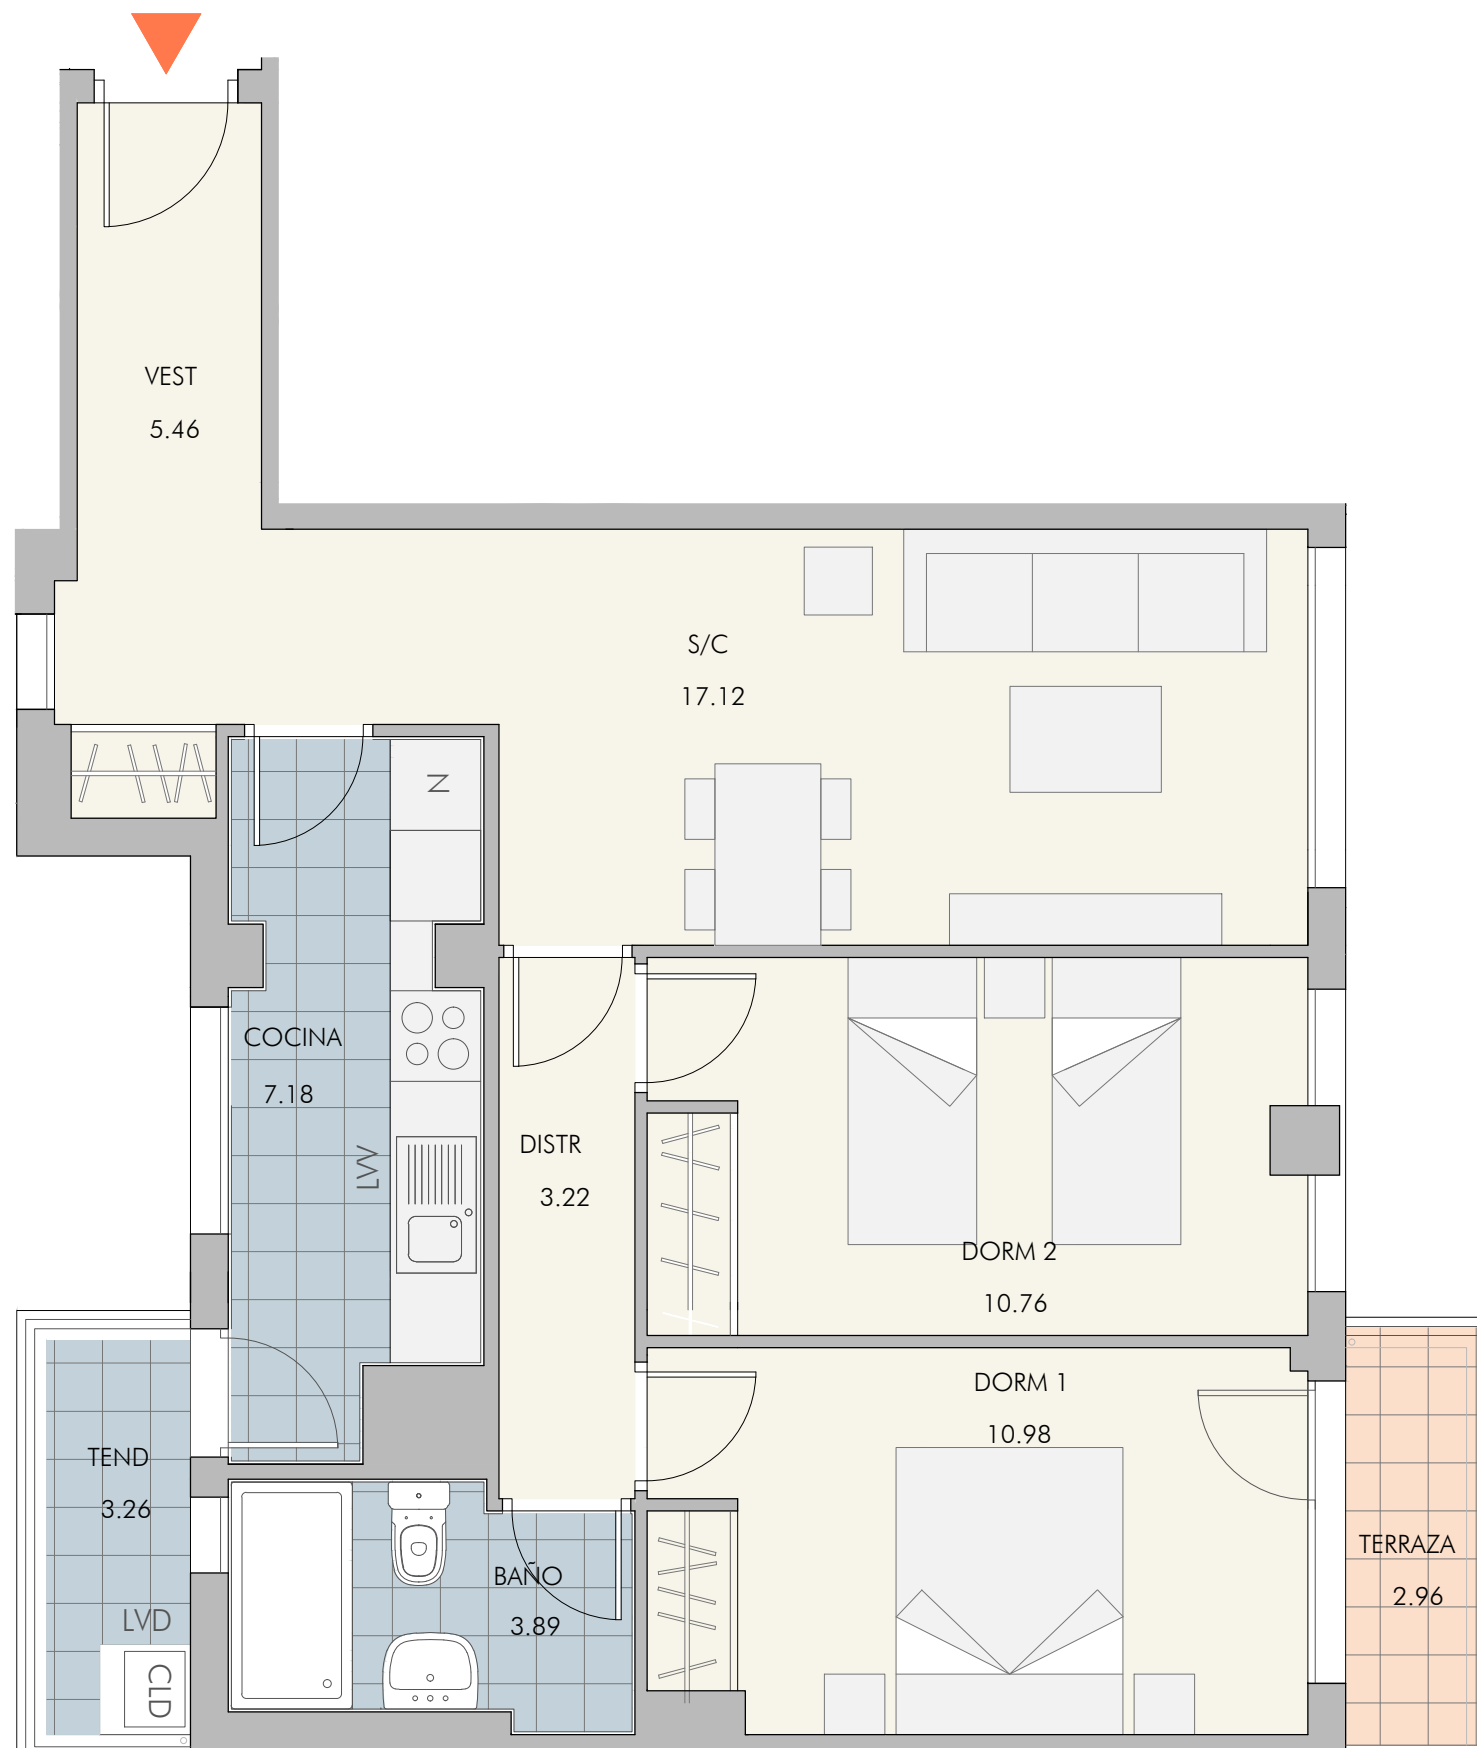 VEST
5.46
S/C
17.12
N
COCINA
7.18
LVV
DISTR
3.22
DORM 2
10.76
DORM 1
10.98
TEND
3.26
BAÑO
3.89
TERRAZA
2.96
LVD
CLD